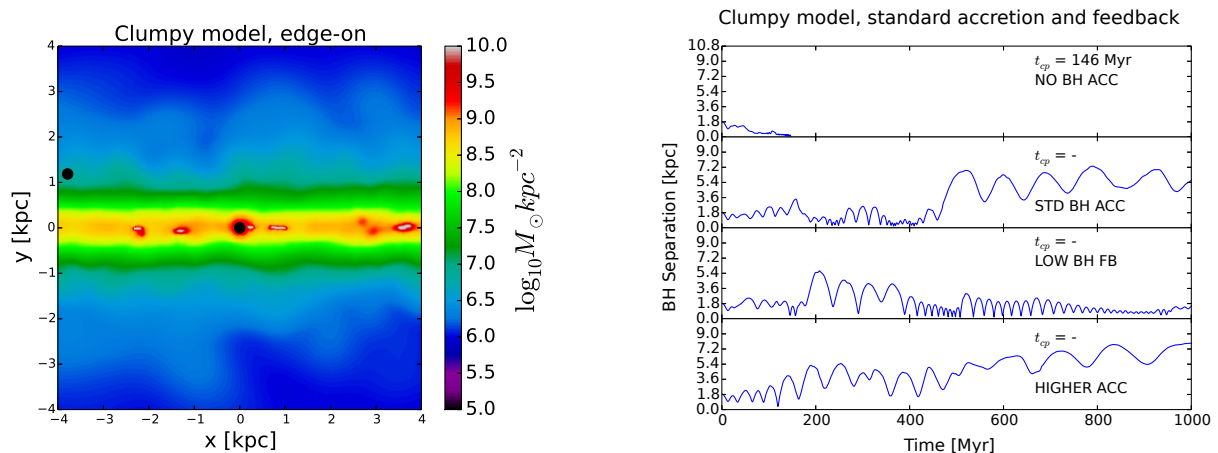 Clumpy model, edge-on
4
3
2
1
0
−1
−2
−3
−4
y [kpc]
−4 −3 −2 −1 0 1 2 3 4
x [kpc]
10.0
9.5
9.0
8.5
8.0
7.5
7.0
6.5
6.0
5.5
5.0
log₁₀M⊙kpc⁻²
Clumpy model, standard accretion and feedback
BH Separation [kpc]
10.8
9.0
7.2
5.4
3.6
1.8
0.0
t_cp = 146 Myr
NO BH ACC
9.0
7.2
5.4
3.6
1.8
0.0
t_cp = -
STD BH ACC
9.0
7.2
5.4
3.6
1.8
0.0
t_cp = -
LOW BH FB
9.0
7.2
5.4
3.6
1.8
0.0
t_cp = -
HIGHER ACC
0 200 400 600 800 1000
Time [Myr]